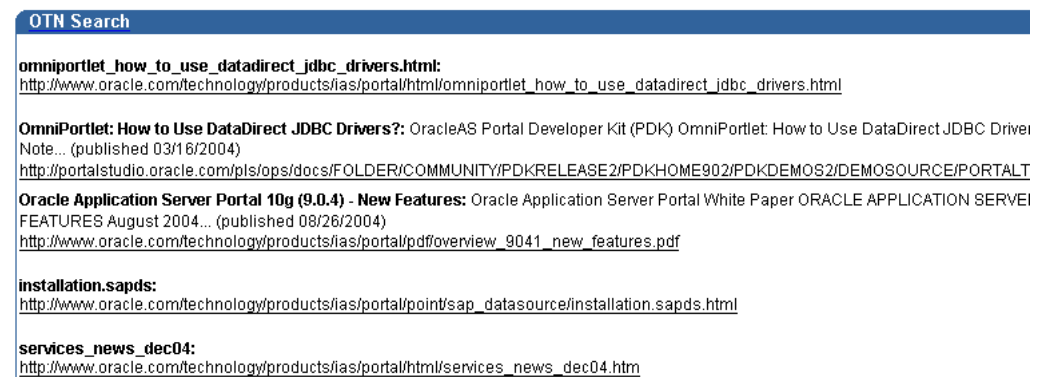 OTN Search
omniportlet_how_to_use_datadirect_jdbc_drivers.html:
http://www.oracle.com/technology/products/ias/portal/html/omniportlet_how_to_use_datadirect_jdbc_drivers.html
OmniPortlet: How to Use DataDirect JDBC Drivers?: OracleAS Portal Developer Kit (PDK) OmniPortlet: How to Use DataDirect JDBC Driver
Note... (published 03/16/2004)
http://portalstudio.oracle.com/pls/ops/docs/FOLDER/COMMUNITY/PDKRELEASE2/PDKHOME902/PDKDEMOS2/DEMOSOURCE/PORTALT
Oracle Application Server Portal 10g (9.0.4) - New Features: Oracle Application Server Portal White Paper ORACLE APPLICATION SERVE
FEATURES August 2004... (published 08/26/2004)
http://www.oracle.com/technology/products/ias/portal/pdf/overview_9041_new_features.pdf
installation.sapds:
http://www.oracle.com/technology/products/ias/portal/point/sap_datasource/installation.sapds.html
services_news_dec04:
http://www.oracle.com/technology/products/ias/portal/html/services_news_dec04.htm